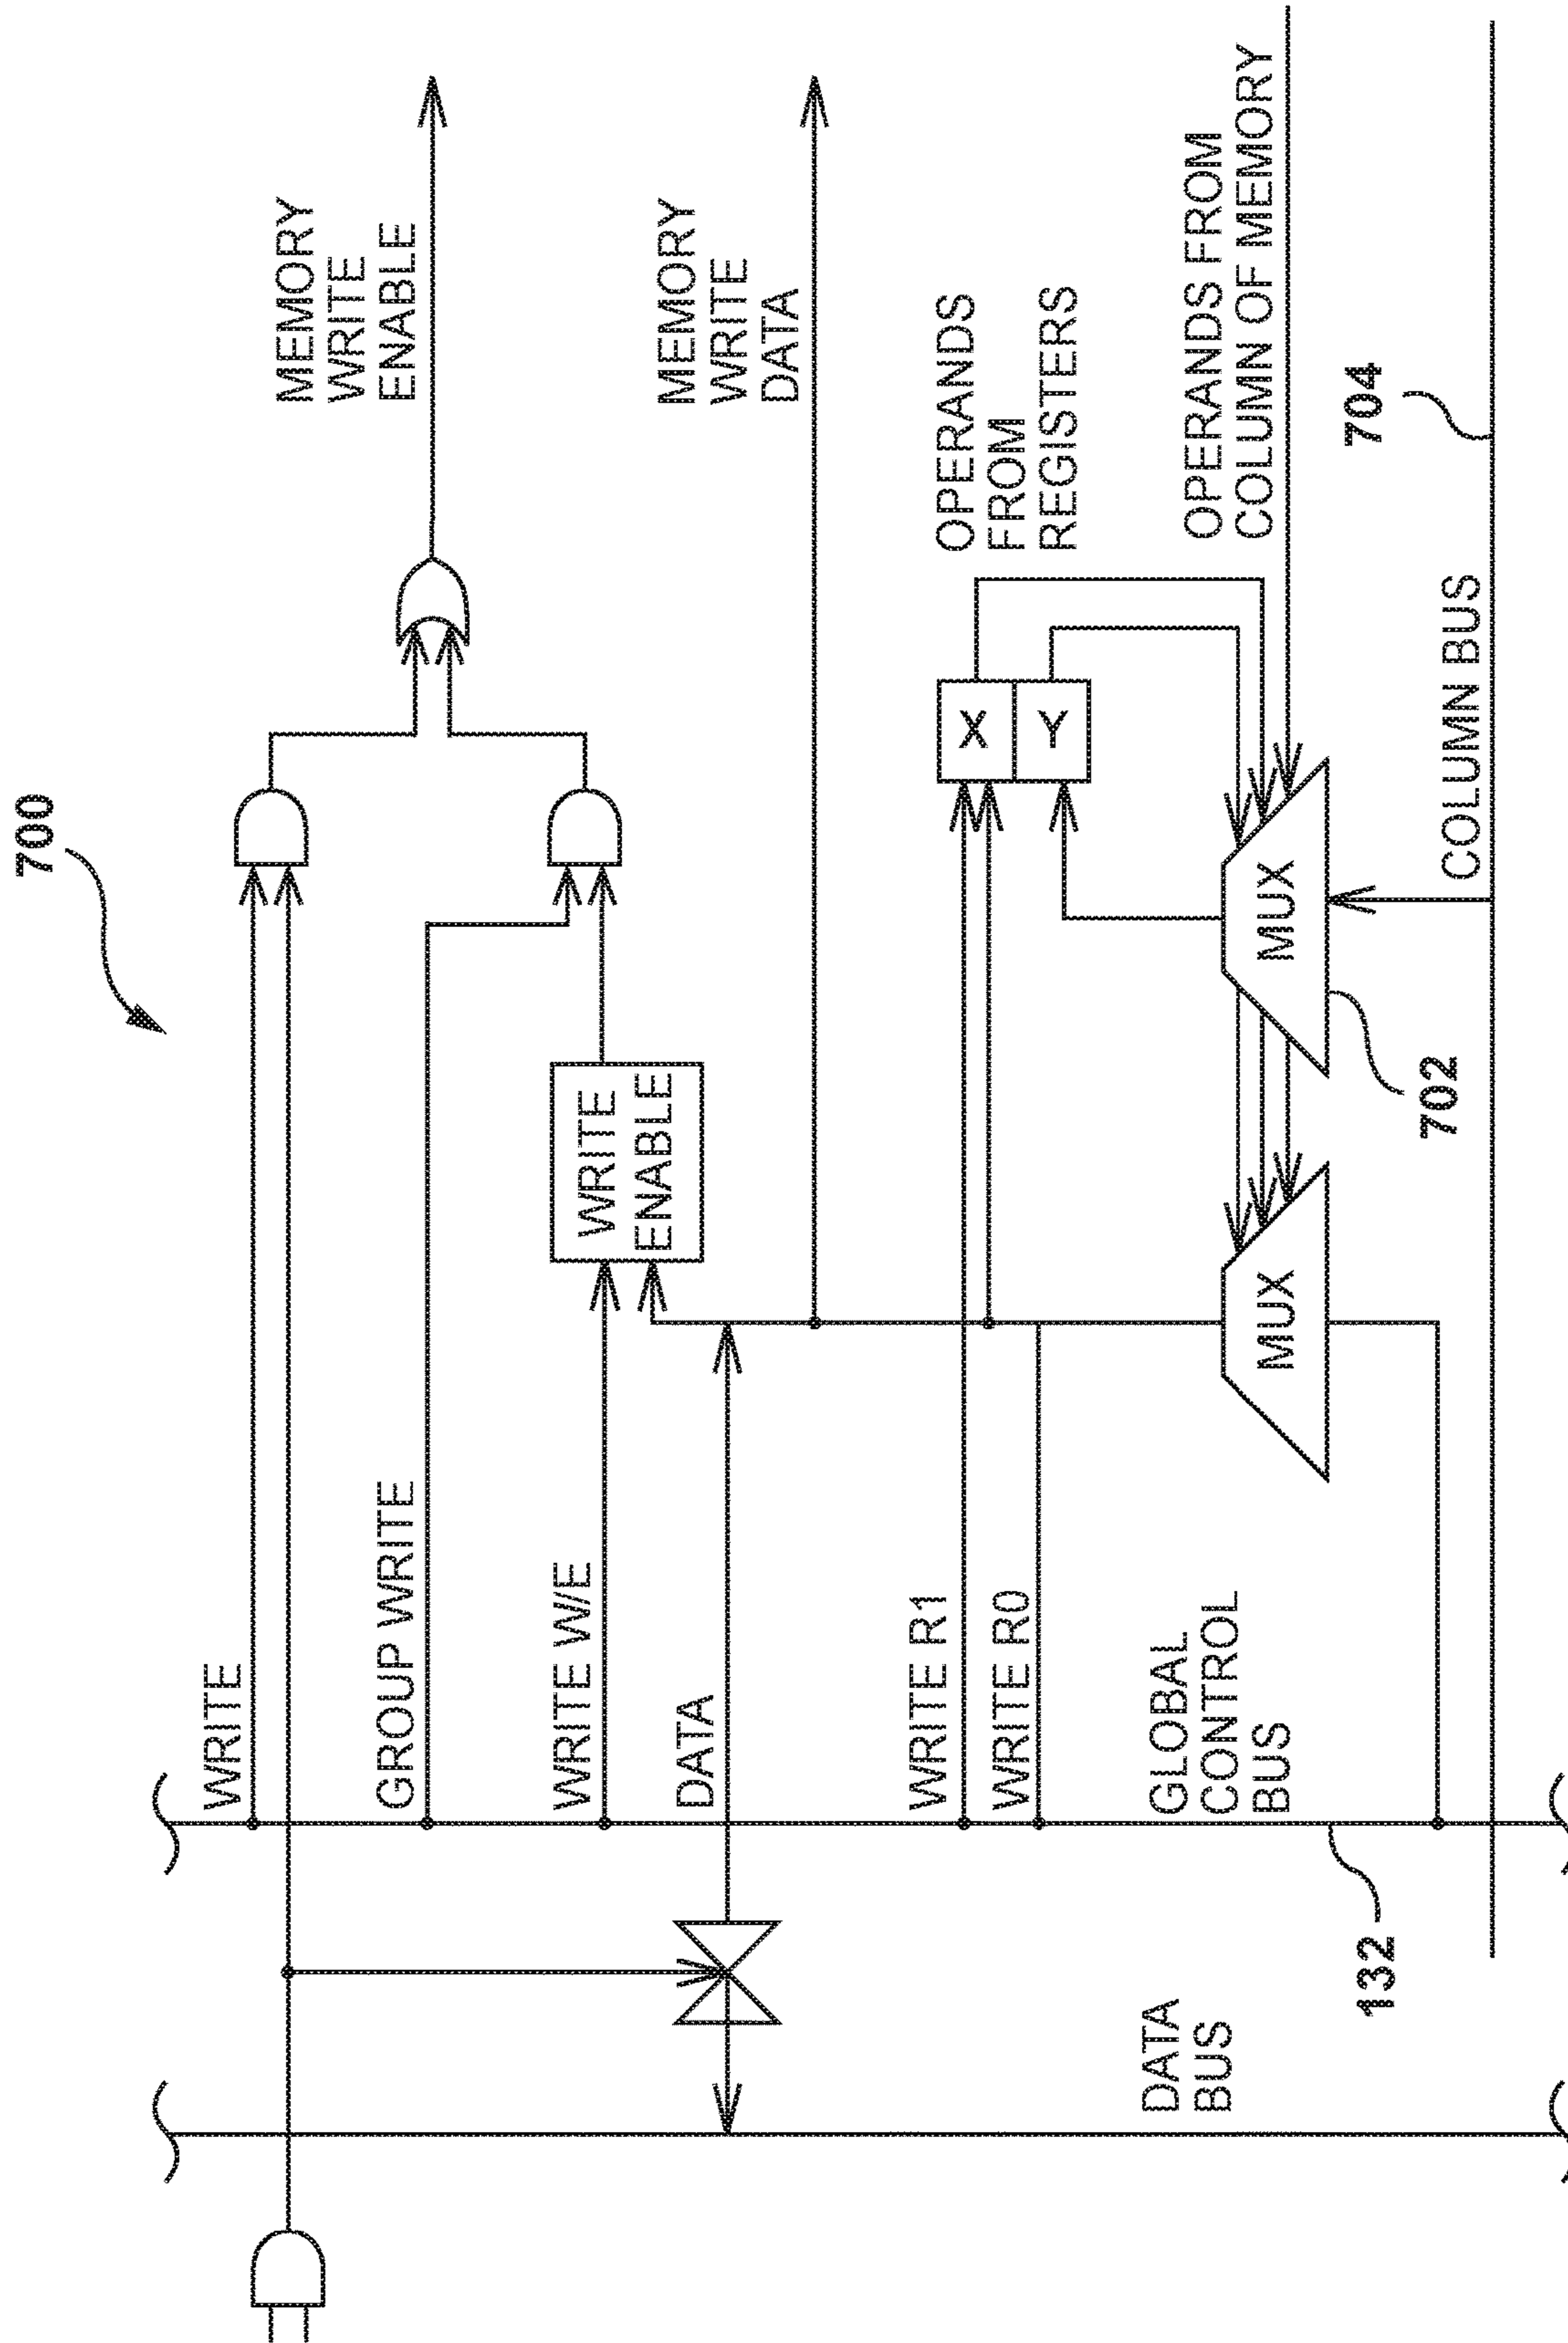 700
WRITE
GROUP WRITE
WRITE W/E
DATA
WRITE
ENABLE
MEMORY
WRITE
ENABLE
MEMORY
WRITE
DATA
WRITE R1
WRITE R0
X
Y
OPERANDS
FROM
REGISTERS
OPERANDS FROM
COLUMN OF MEMORY
DATA
BUS
GLOBAL
CONTROL
BUS
MUX
MUX
132
702
704
COLUMN BUS